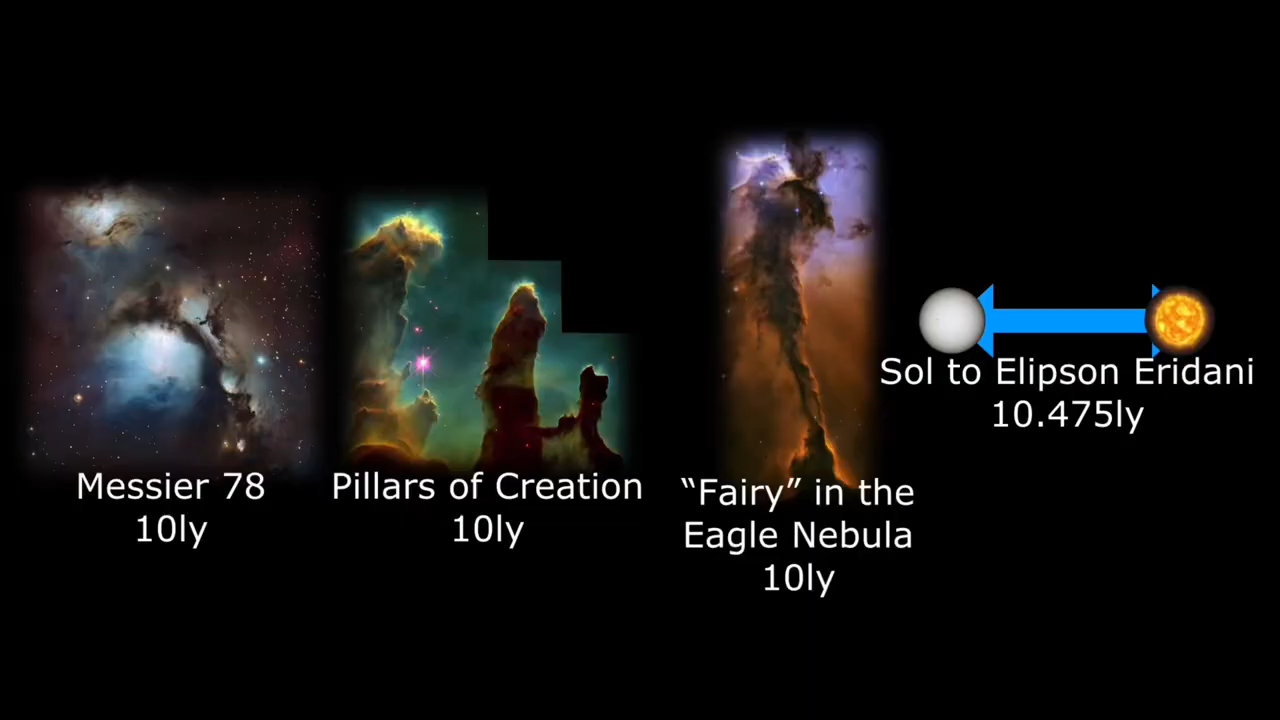 Messier 78
10ly
Pillars of Creation
10ly
“Fairy” in the
Eagle Nebula
10ly
Sol to Elipson Eridani
10.475ly